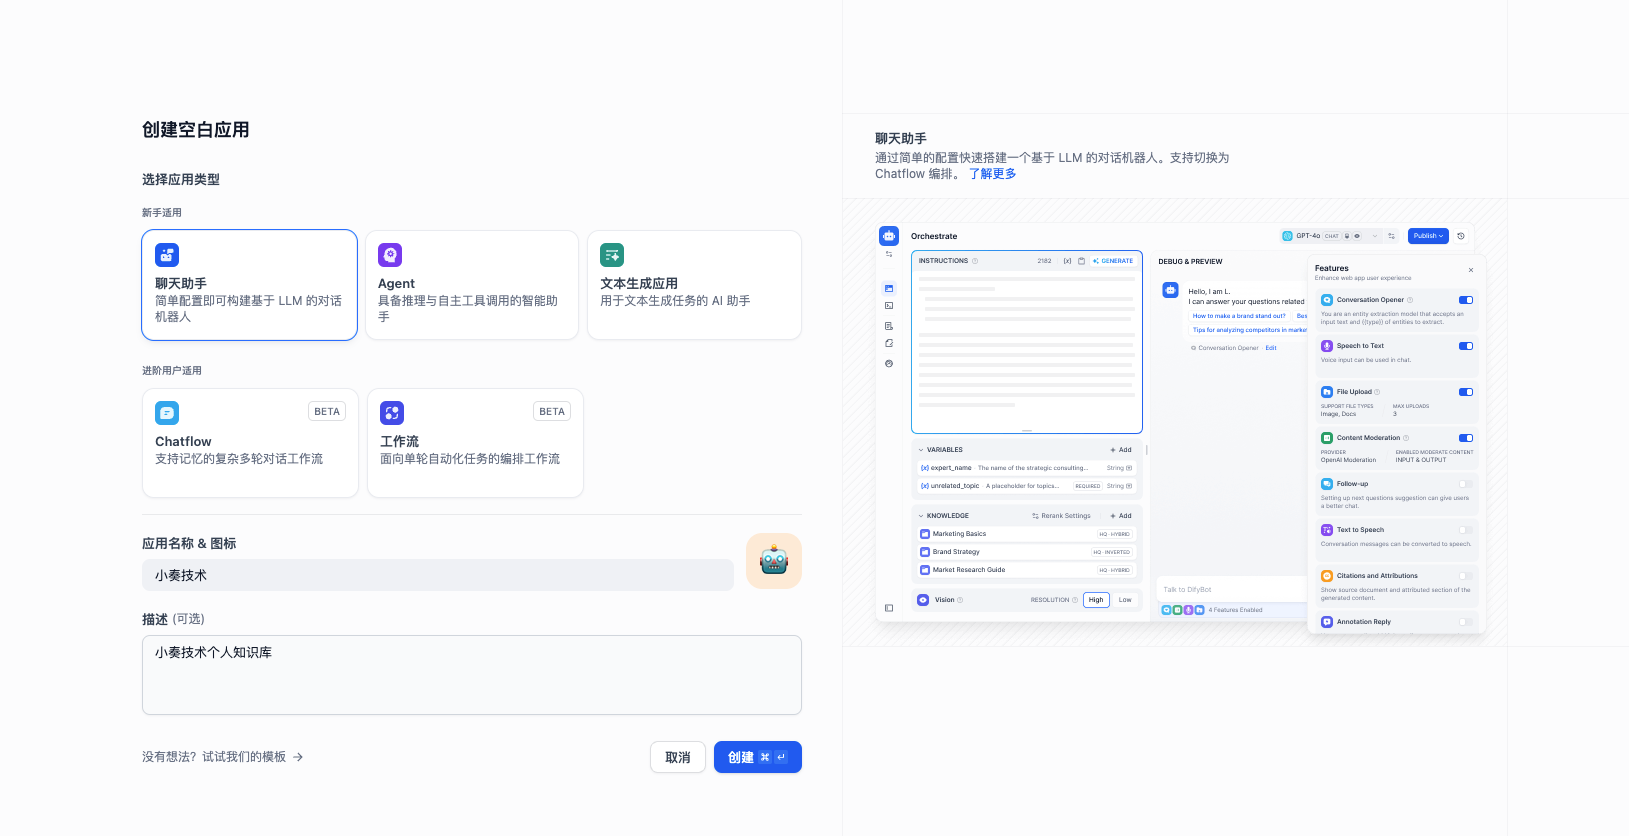 创建空白应用
选择应用类型
新手适用
聊天助手
简单配置即可构建基于 LLM 的对话
机器人
Agent
具备推理与自主工具调用的智能助
手
文本生成应用
用于文本生成任务的 AI 助手
进阶用户适用
BETA
Chatflow
支持记忆的复杂多轮对话工作流
BETA
工作流
面向单轮自动化任务的编排工作流
应用名称 & 图标
小奏技术
描述 (可选)
小奏技术个人知识库
没有想法? 试试我们的模板 →
取消
创建 ⌘ ↵
聊天助手
通过简单的配置快速搭建一个基于 LLM 的对话机器人。支持切换为
Chatflow 编排。 了解更多
Orchestrate
GPT-4o CHAT
Publish
INSTRUCTIONS 2182 {x} GENERATE
VARIABLES + Add
{x} expert_name · The name of the strategic consulting... String
{x} unrelated_topic · A placeholder for topics... REQUIRED String
KNOWLEDGE Rerank Settings + Add
Marketing Basics HQ · HYBRID
Brand Strategy HQ · INVERTED
Market Research Guide HQ · HYBRID
Vision RESOLUTION High Low
DEBUG & PREVIEW
Hello, I am L.
I can answer your questions related
How to make a brand stand out? Bes
Tips for analyzing competitors in marke
Conversation Opener Edit
Talk to DifyBot
4 Features Enabled
Features
Enhance web app user experience
Conversation Opener
You are an entity extraction model that accepts an
input text and {{type}} of entities to extract.
Speech to Text
Voice input can be used in chat.
File Upload
SUPPORT FILE TYPES MAX UPLOADS
Image, Docs 3
Content Moderation
PROVIDER ENABLED MODERATE CONTENT
OpenAI Moderation INPUT & OUTPUT
Follow-up
Setting up next questions suggestion can give users
a better chat.
Text to Speech
Conversation messages can be converted to speech.
Citations and Attributions
Show source document and attributed section of the
generated content.
Annotation Reply